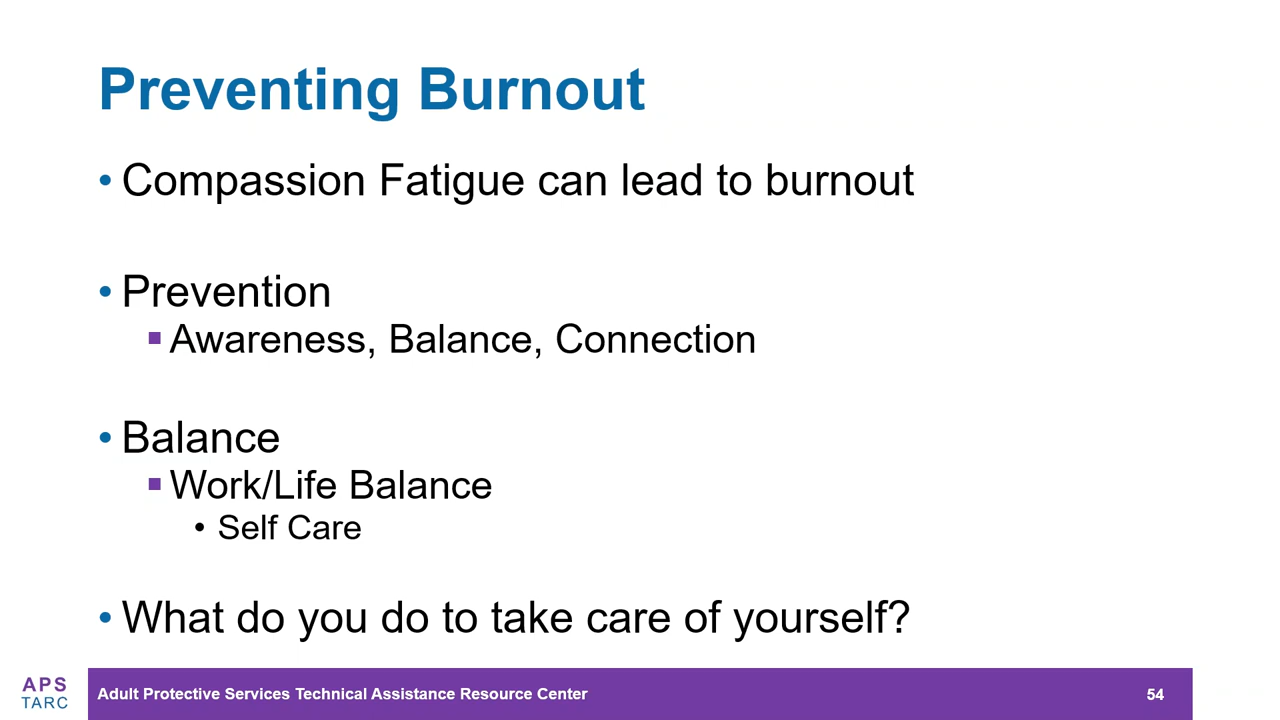 Preventing Burnout
• Compassion Fatigue can lead to burnout
• Prevention
▪ Awareness, Balance, Connection
• Balance
▪ Work/Life Balance
• Self Care
• What do you do to take care of yourself?
APS
TARC
Adult Protective Services Technical Assistance Resource Center
54